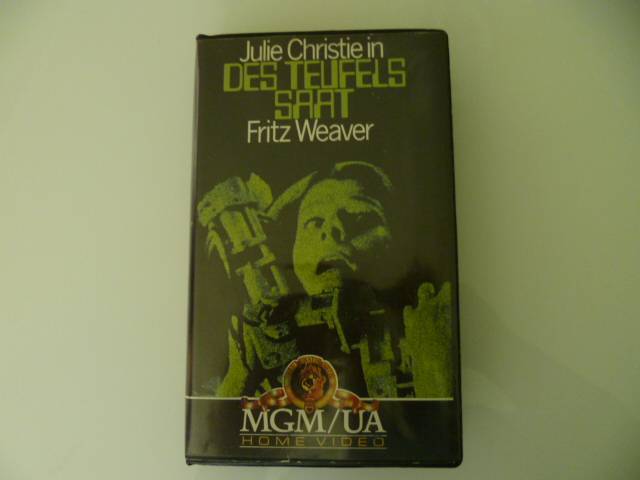 Julie Christie in
DES TEUFELS
SAAT
Fritz Weaver
MGM/UA
HOME VIDEO